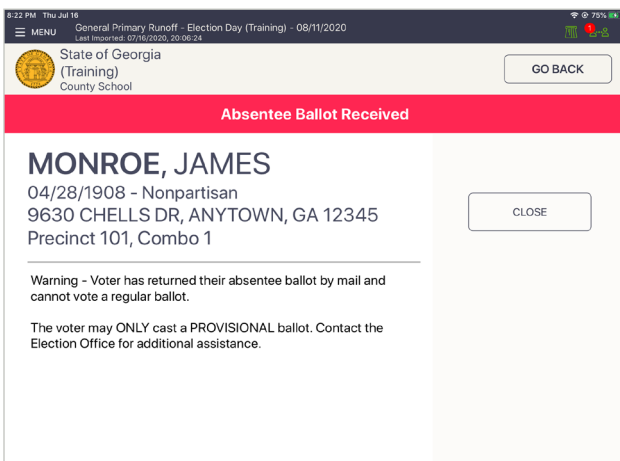 8:22 PM Thu Jul 16
75%
MENU
General Primary Runoff - Election Day (Training) - 08/11/2020
Last Imported: 07/16/2020, 20:06:24
1
State of Georgia
(Training)
County School
GO BACK
Absentee Ballot Received
MONROE, JAMES
04/28/1908 - Nonpartisan
9630 CHELLS DR, ANYTOWN, GA 12345
Precinct 101, Combo 1
CLOSE
Warning - Voter has returned their absentee ballot by mail and
cannot vote a regular ballot.
The voter may ONLY cast a PROVISIONAL ballot. Contact the
Election Office for additional assistance.